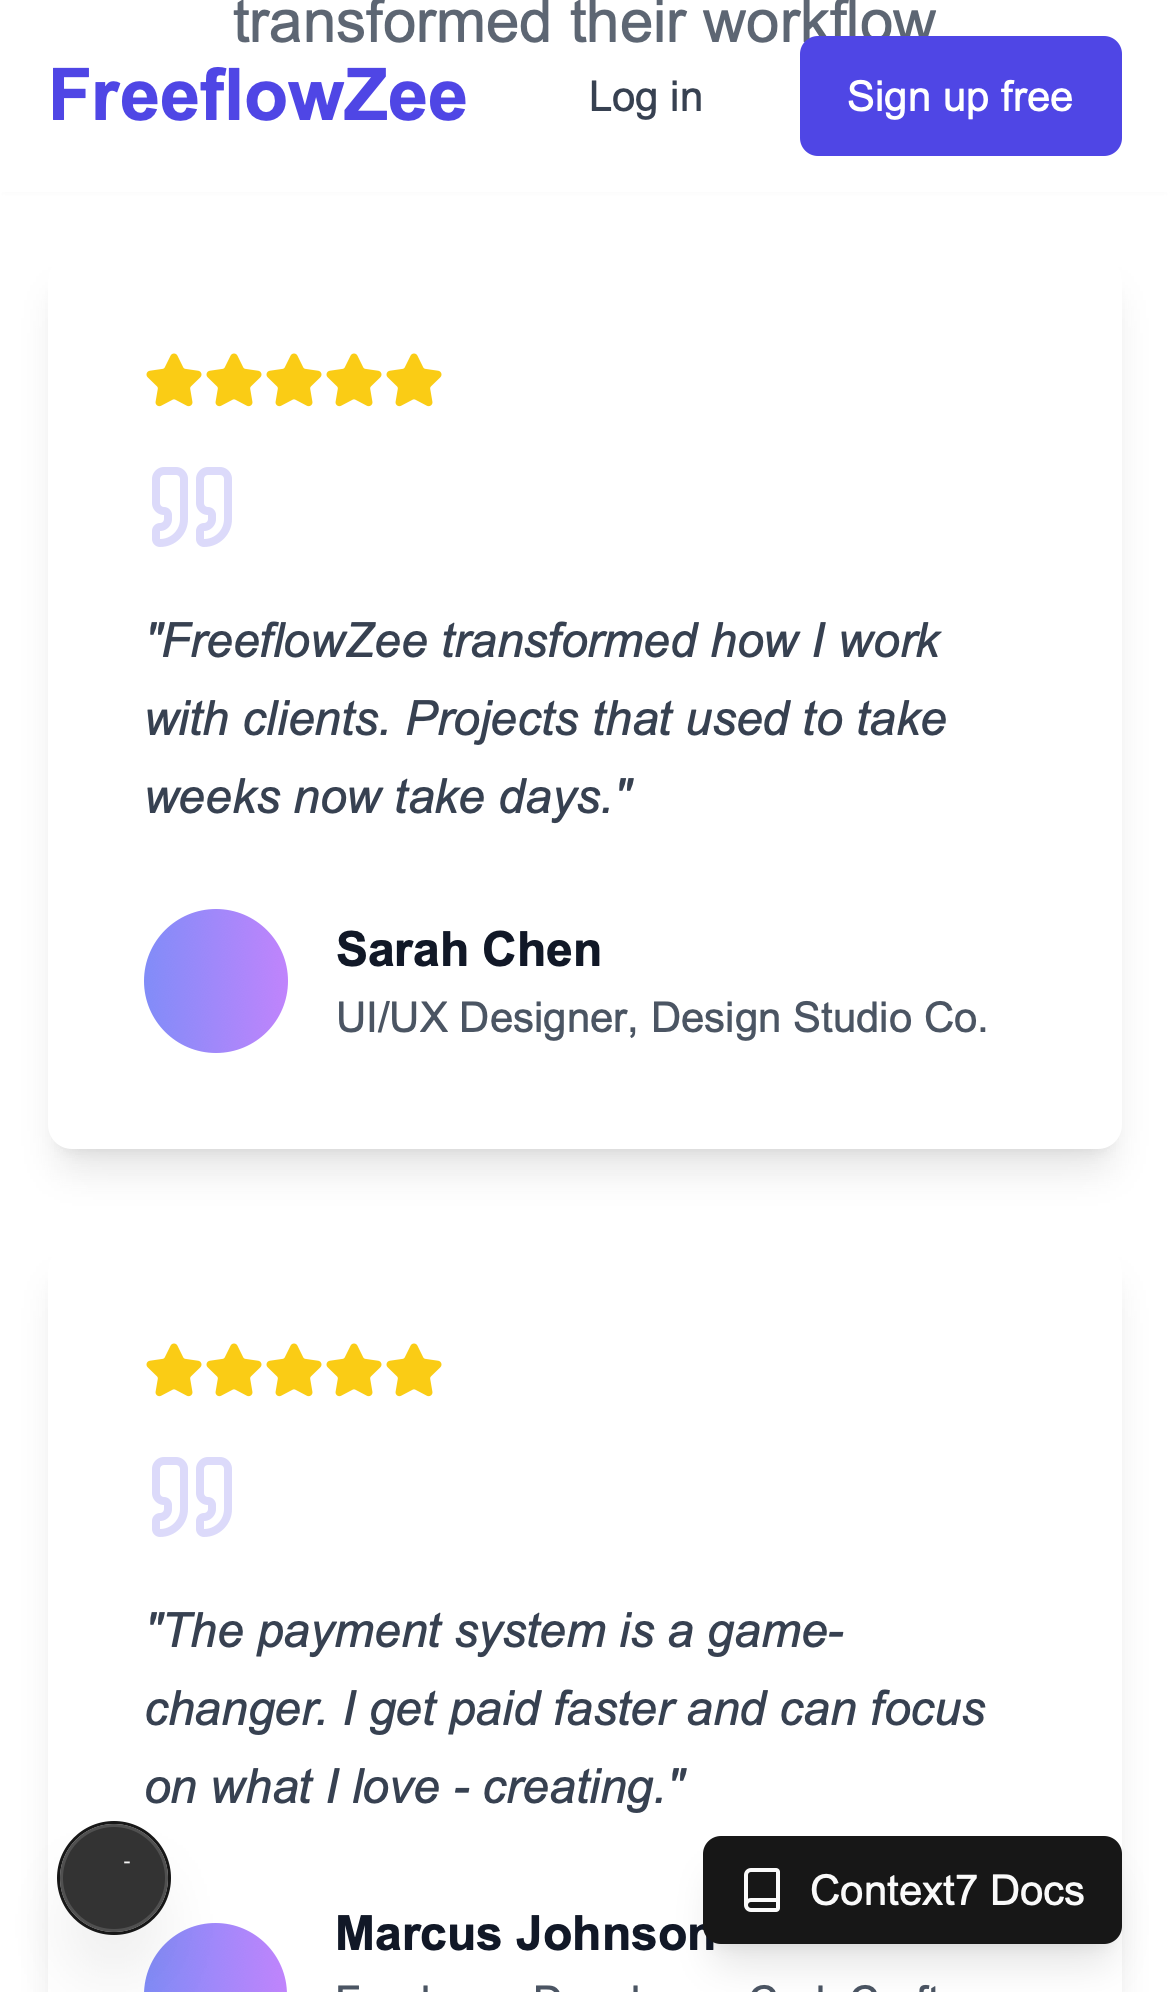 transformed their workflow
FreeflowZee
Log in
Sign up free
"FreeflowZee transformed how I work
with clients. Projects that used to take
weeks now take days."
Sarah Chen
UI/UX Designer, Design Studio Co.
"The payment system is a game-
changer. I get paid faster and can focus
on what I love - creating."
Context7 Docs
Marcus Johnson